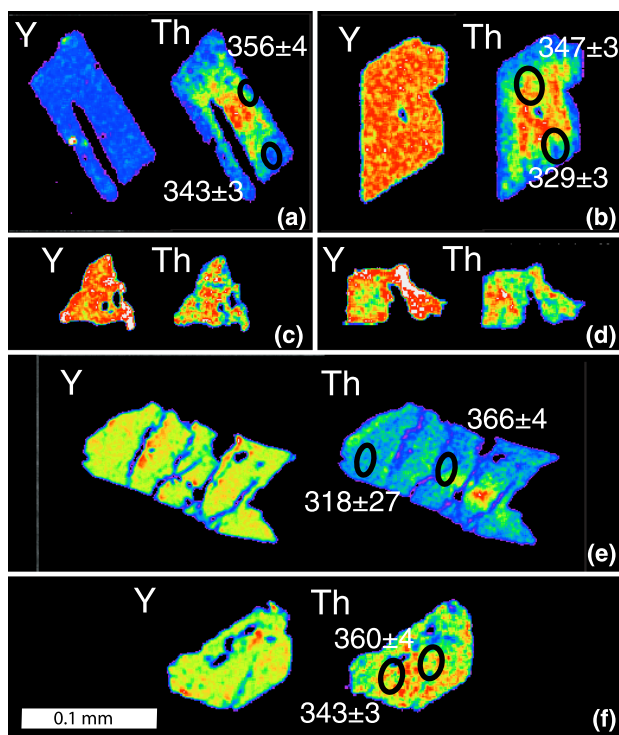 Y Th 356±4
343±3 (a)
Y Th 347±3
329±3 (b)
Y Th (c)
Y Th (d)
Y Th 366±4
318±27 (e)
Y Th
360±4
343±3
0.1 mm (f)